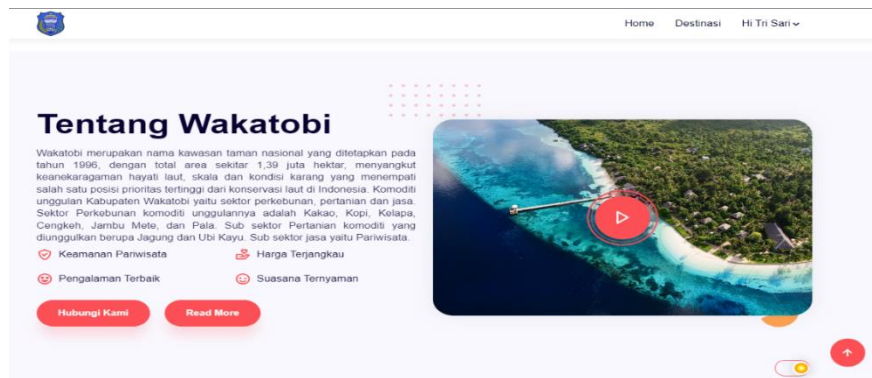 Home Destinasi Hi Tri Sari
Tentang Wakatobi
Wakatobi merupakan nama kawasan taman nasional yang ditetapkan pada
tahun 1996, dengan total area sekitar 1,39 juta hektar, menyangkut
keanekaragaman hayati laut, skala dan kondisi karang yang menempati
salah satu posisi prioritas tertinggi dari konservasi laut di Indonesia. Komoditi
unggulan Kabupaten Wakatobi yaitu sektor perkebunan, pertanian dan jasa.
Sektor Perkebunan komoditi unggulannya adalah Kakao, Kopi, Kelapa,
Cengkeh, Jambu Mete, dan Pala. Sub sektor Pertanian komoditi yang
diunggulkan berupa Jagung dan Ubi Kayu. Sub sektor jasa yaitu Pariwisata.
Keamanan Pariwisata Harga Terjangkau
Pengalaman Terbaik Suasana Ternyaman
Hubungi Kami Read More